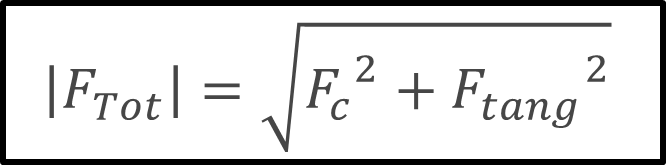 |F_Tot| = √(F_c² + F_tang²)